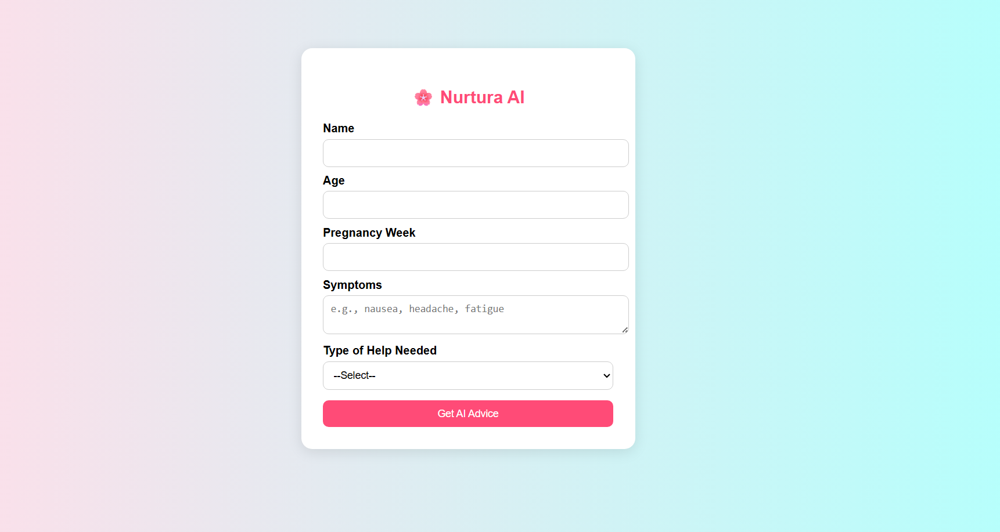 Nurtura AI
Name
Age
Pregnancy Week
Symptoms
e.g., nausea, headache, fatigue
Type of Help Needed
--Select--
Get AI Advice